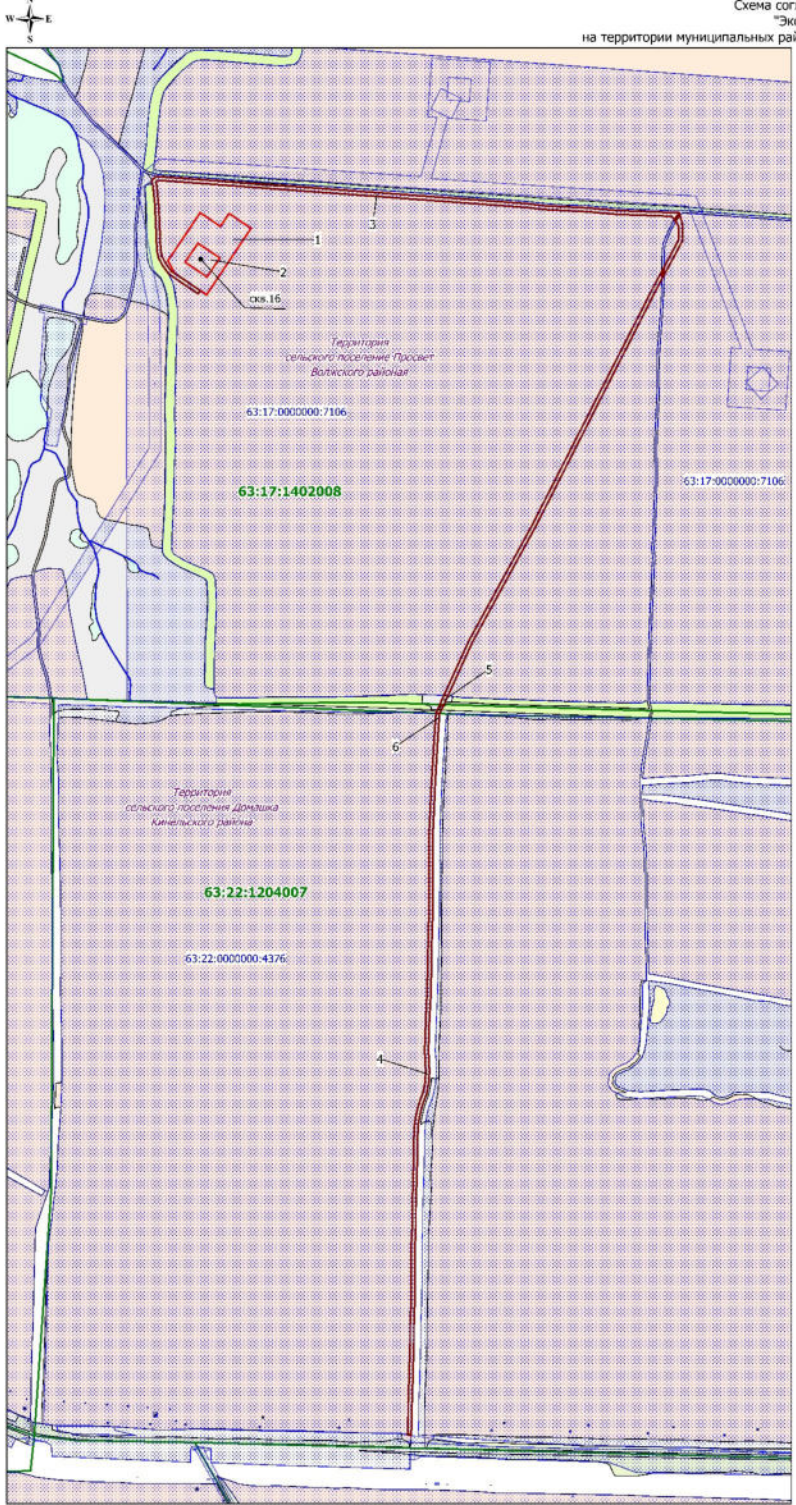 Схема сог
"Эко
на территории муниципальных рай
W E
S
1
3
2
скв.16
Территория
сельского поселение Просвет
Волжского районая
63:17:0000000:7106
63:17:0000000:7106
63:17:1402008
5
6
Территория
сельского поселения Домашка
Кинельского района
63:22:1204007
63:22:0000000:4376
4